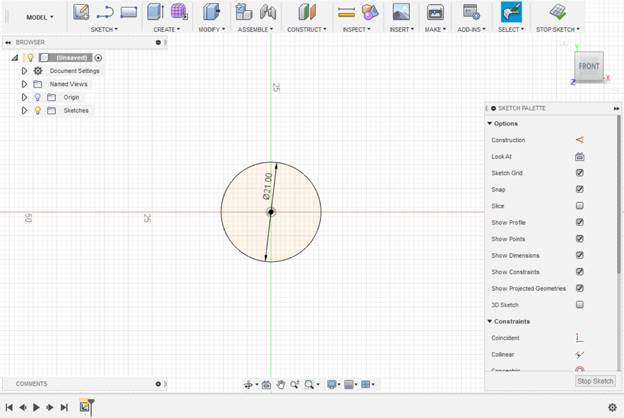 MODEL
SKETCH
CREATE
MODIFY
ASSEMBLE
CONSTRUCT
INSPECT
INSERT
MAKE
ADD-INS
SELECT
STOP SKETCH
BROWSER
(Unsaved)
Document Settings
Named Views
Origin
Sketches
25
Y
FRONT
X
Z
SKETCH PALETTE
Options
Construction
Look At
Sketch Grid
Snap
Slice
Show Profile
Show Points
Show Dimensions
Show Constraints
Show Projected Geometries
3D Sketch
Constraints
Coincident
Collinear
Ø21.00
50
25
COMMENTS
Stop Sketch